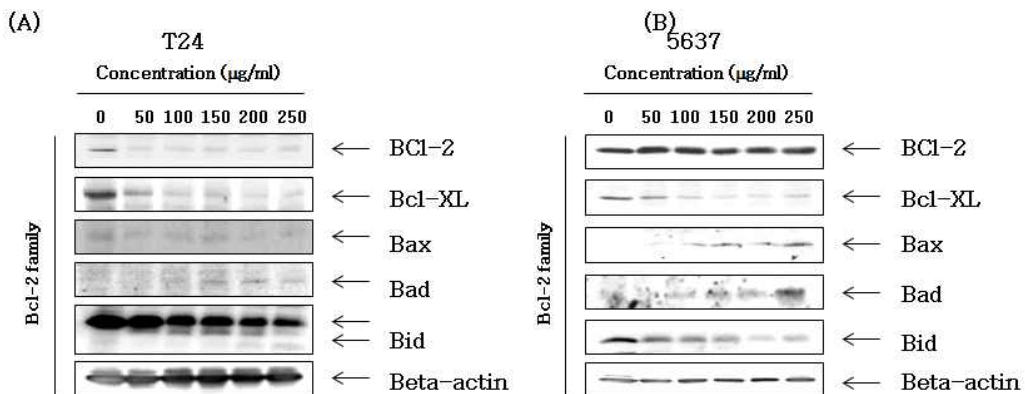 (A)
T24
Concentration (µg/ml)
0 50 100 150 200 250
Bcl-2 family
BCl-2
Bcl-XL
Bax
Bad
Bid
Beta-actin
(B)
5637
Concentration (µg/ml)
0 50 100 150 200 250
Bcl-2 family
BCl-2
Bcl-XL
Bax
Bad
Bid
Beta-actin